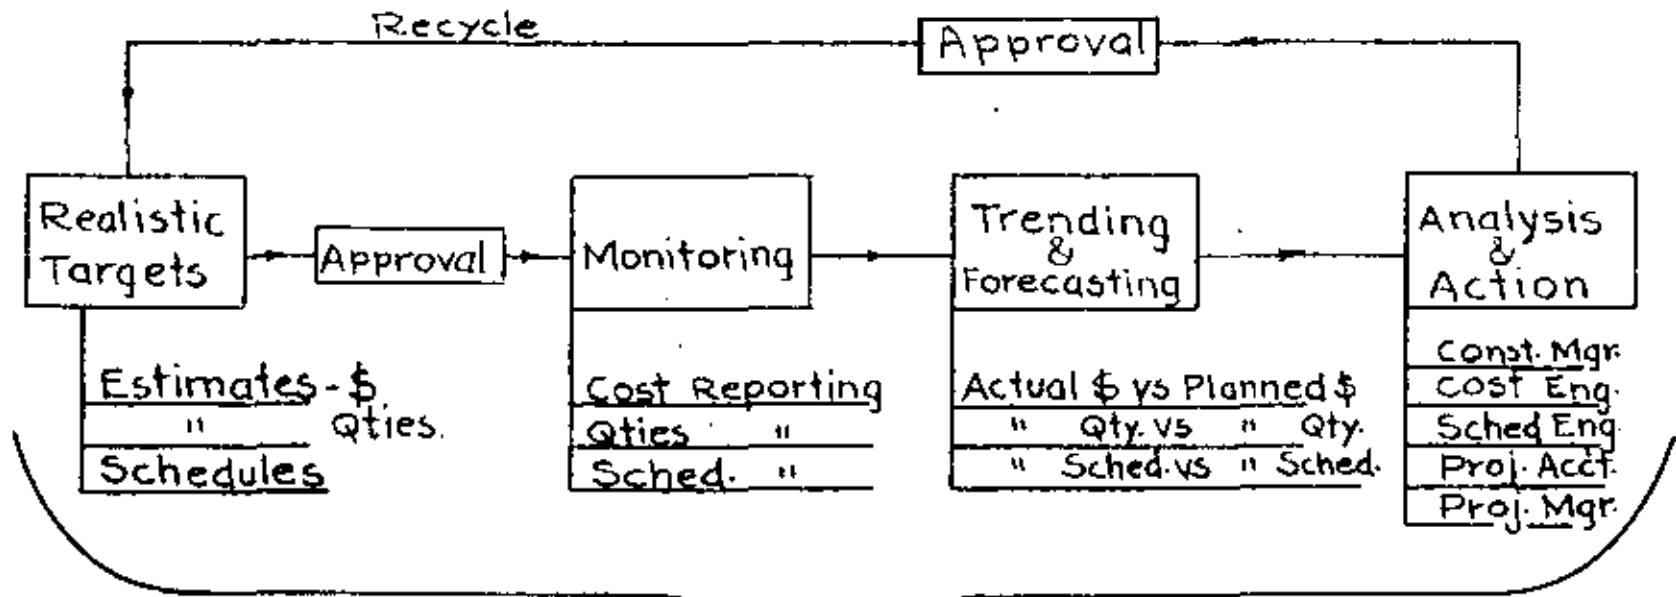 Recycle
Approval
Realistic
Targets
Approval
Monitoring
Trending
&
Forecasting
Analysis
&
Action
Estimates - $
" Qties.
Schedules
Cost Reporting
Qties "
Sched. "
Actual $ vs Planned $
" Qty. vs " Qty.
" Sched. vs " Sched.
Const. Mgr.
Cost Eng.
Sched Eng.
Proj. Acct.
Proj. Mgr.